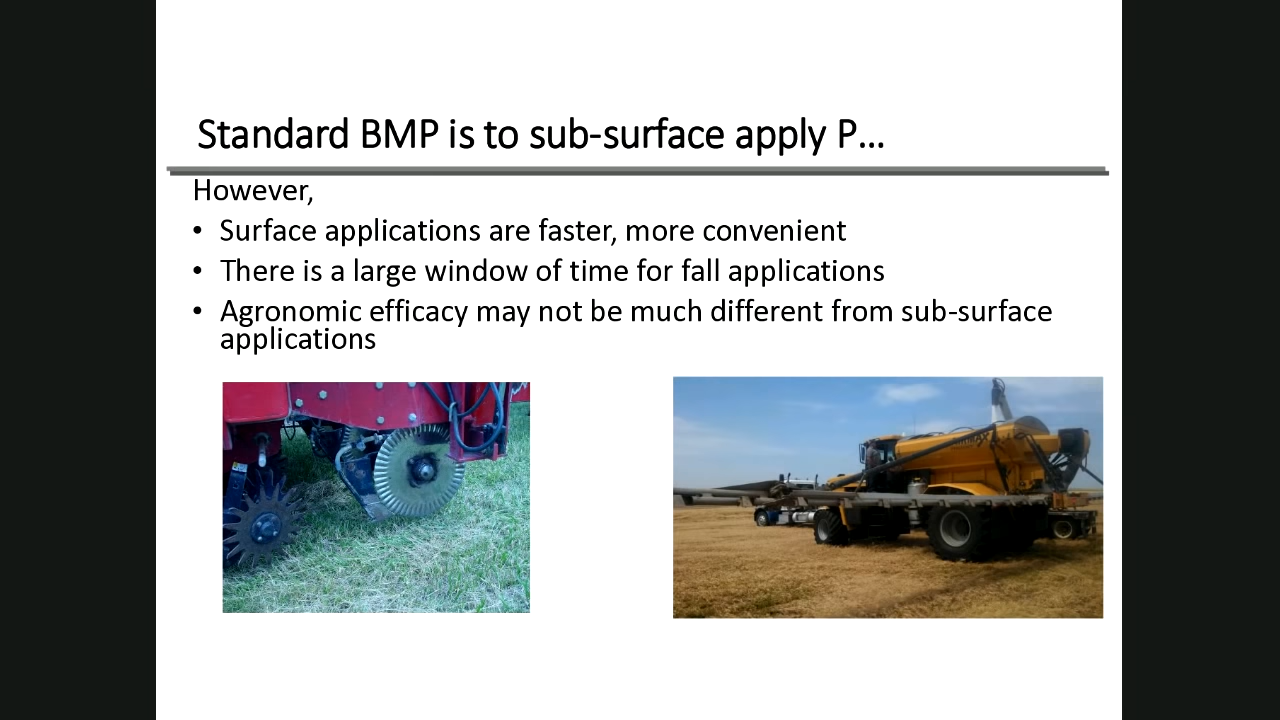 Standard BMP is to sub-surface apply P...
However,
• Surface applications are faster, more convenient
• There is a large window of time for fall applications
• Agronomic efficacy may not be much different from sub-surface
applications